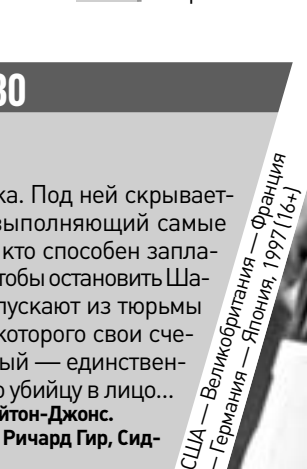 30
ка. Под ней скрывает-
выполняющий самые
кто способен запла-
чтобы остановить Ша-
пускают из тюрьмы
которого свои сче-
ый — единствен-
о убийцу в лицо...
йтон-Джонс.
Ричард Гир, Сид-
США — Великобритания — Франция
— Германия — Япония, 1997 (16+)